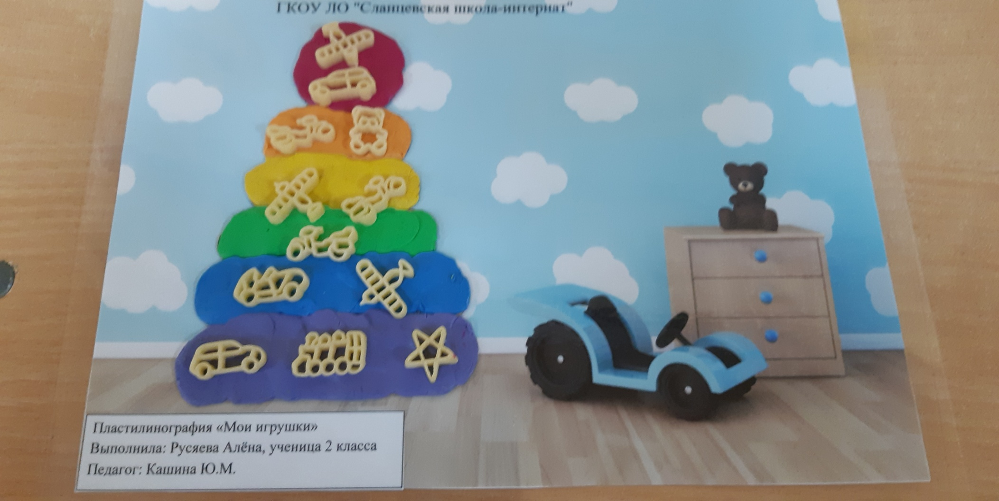 ГКОУ ЛО "Сланцевская школа-интернат"
Пластилинография «Мои игрушки»
Выполнила: Русяева Алёна, ученица 2 класса
Педагог: Кашина Ю.М.